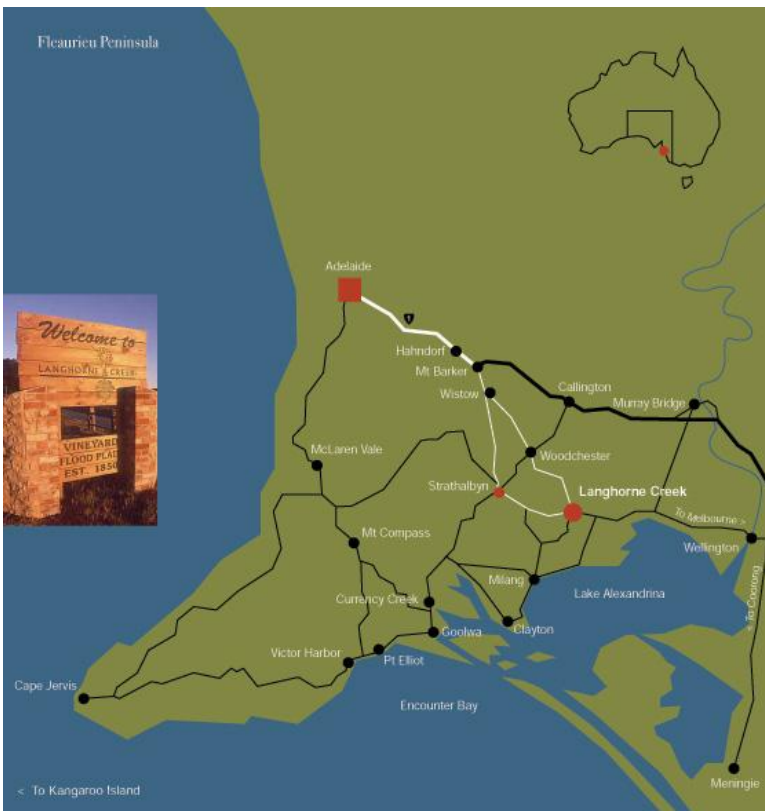 Fleaurieu Peninsula
Adelaide
1
Hahndorf
Mt Barker
Wistow
Callington
Murray Bridge
McLaren Vale
Woodchester
Strathalbyn
Langhorne Creek
To Melbourne >
Mt Compass
Wellington
Milang
Lake Alexandrina
Currency Creek
< To Coorong
Goolwa
Clayton
Victor Harbor
Pt Elliot
Cape Jervis
Encounter Bay
Meningie
< To Kangaroo Island
Welcome to
LANGHORNE CREEK
VINEYARD
FLOOD PLAIN
EST. 1850